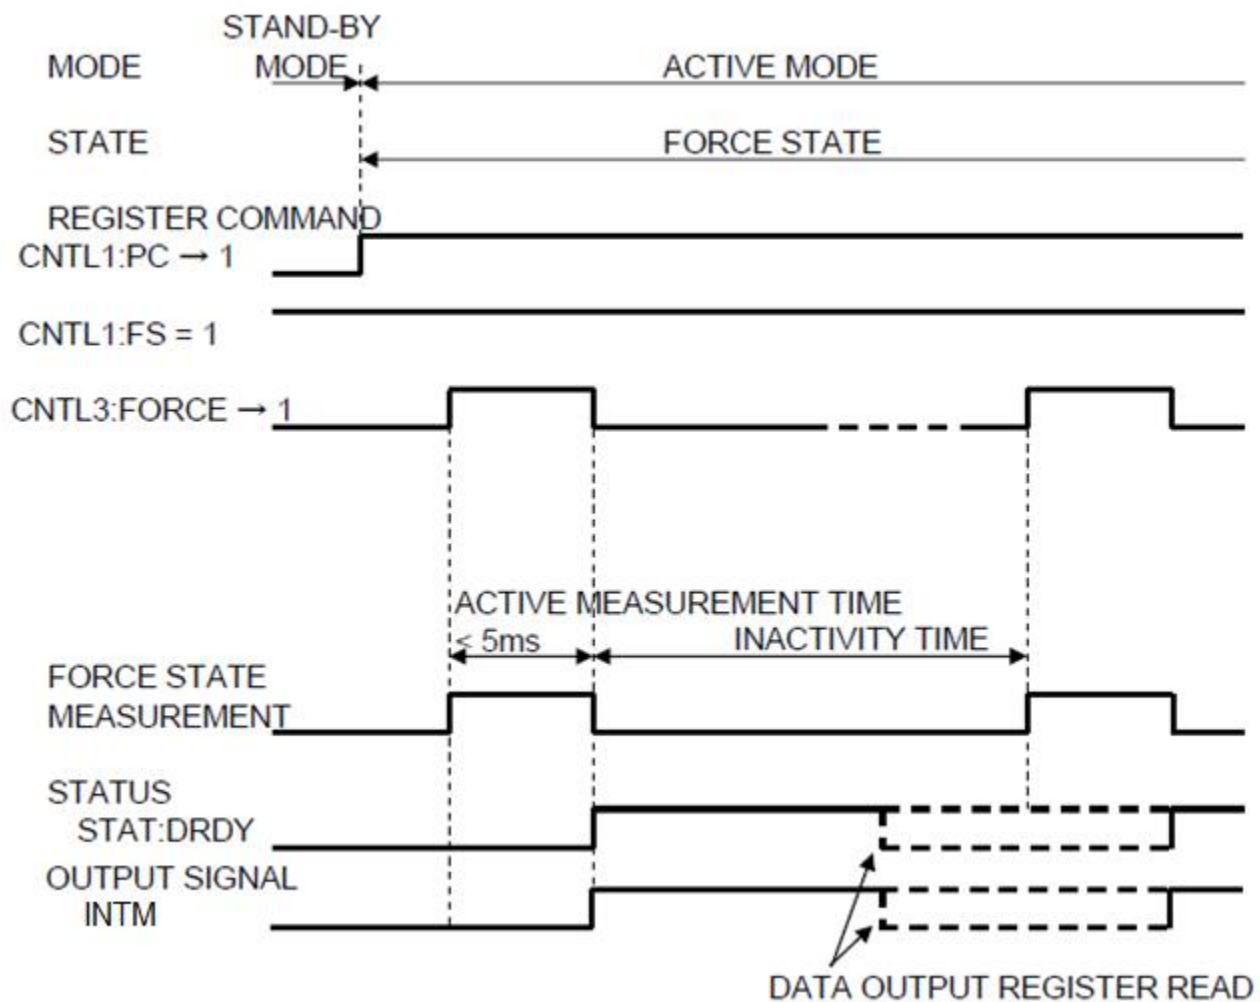 STAND-BY
MODE MODE ACTIVE MODE
STATE FORCE STATE
REGISTER COMMAND
CNTL1:PC → 1
CNTL1:FS = 1
CNTL3:FORCE → 1
ACTIVE MEASUREMENT TIME
< 5ms INACTIVITY TIME
FORCE STATE
MEASUREMENT
STATUS
STAT:DRDY
OUTPUT SIGNAL
INTM
DATA OUTPUT REGISTER READ